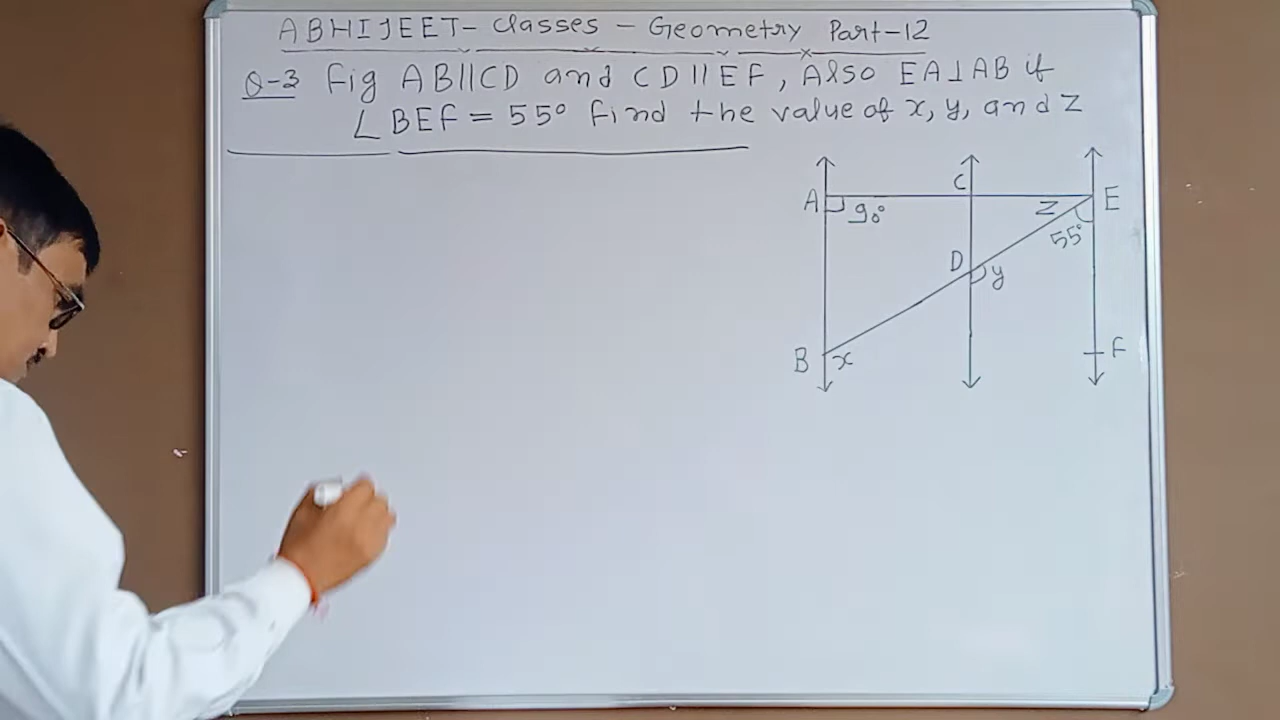 ABHIJEET- Classes - Geometry Part-12
Q-3 Fig AB||CD and CD||EF, Also EA⊥AB if
∠BEF = 55° find the value of x, y, and z
A 90° C z E
55°
D y
B x F